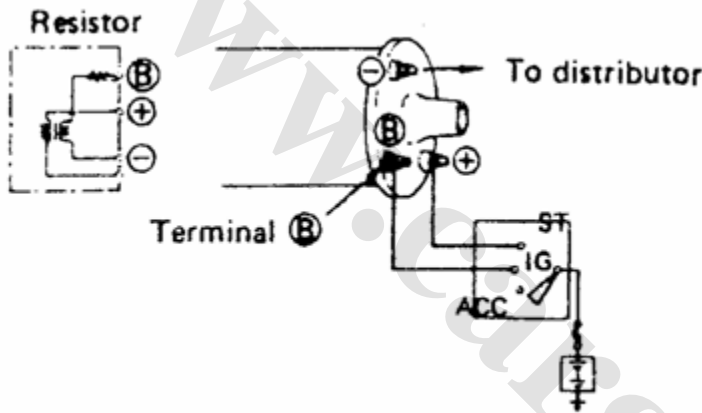 Resistor
Ⓑ
⊕
⊖
⊖
To distributor
Ⓑ
⊕
Terminal Ⓑ
ST
IG
ACC